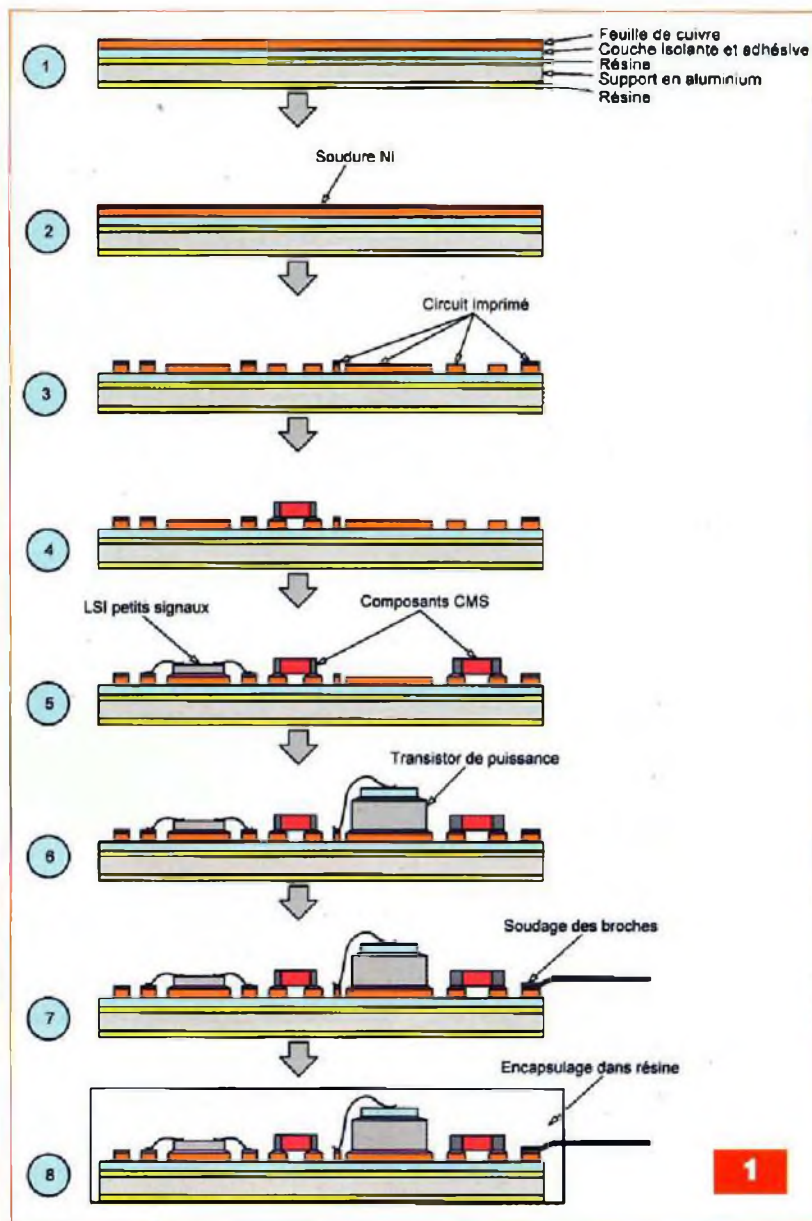 1
Feuille de cuivre
Couche isolante et adhésive
Résine
Support en aluminium
Résine
Soudure Ni
2
Circuit imprimé
3
4
LSI petits signaux
Composants CMS
5
Transistor de puissance
6
Soudage des broches
7
Encapsulage dans résine
8
1